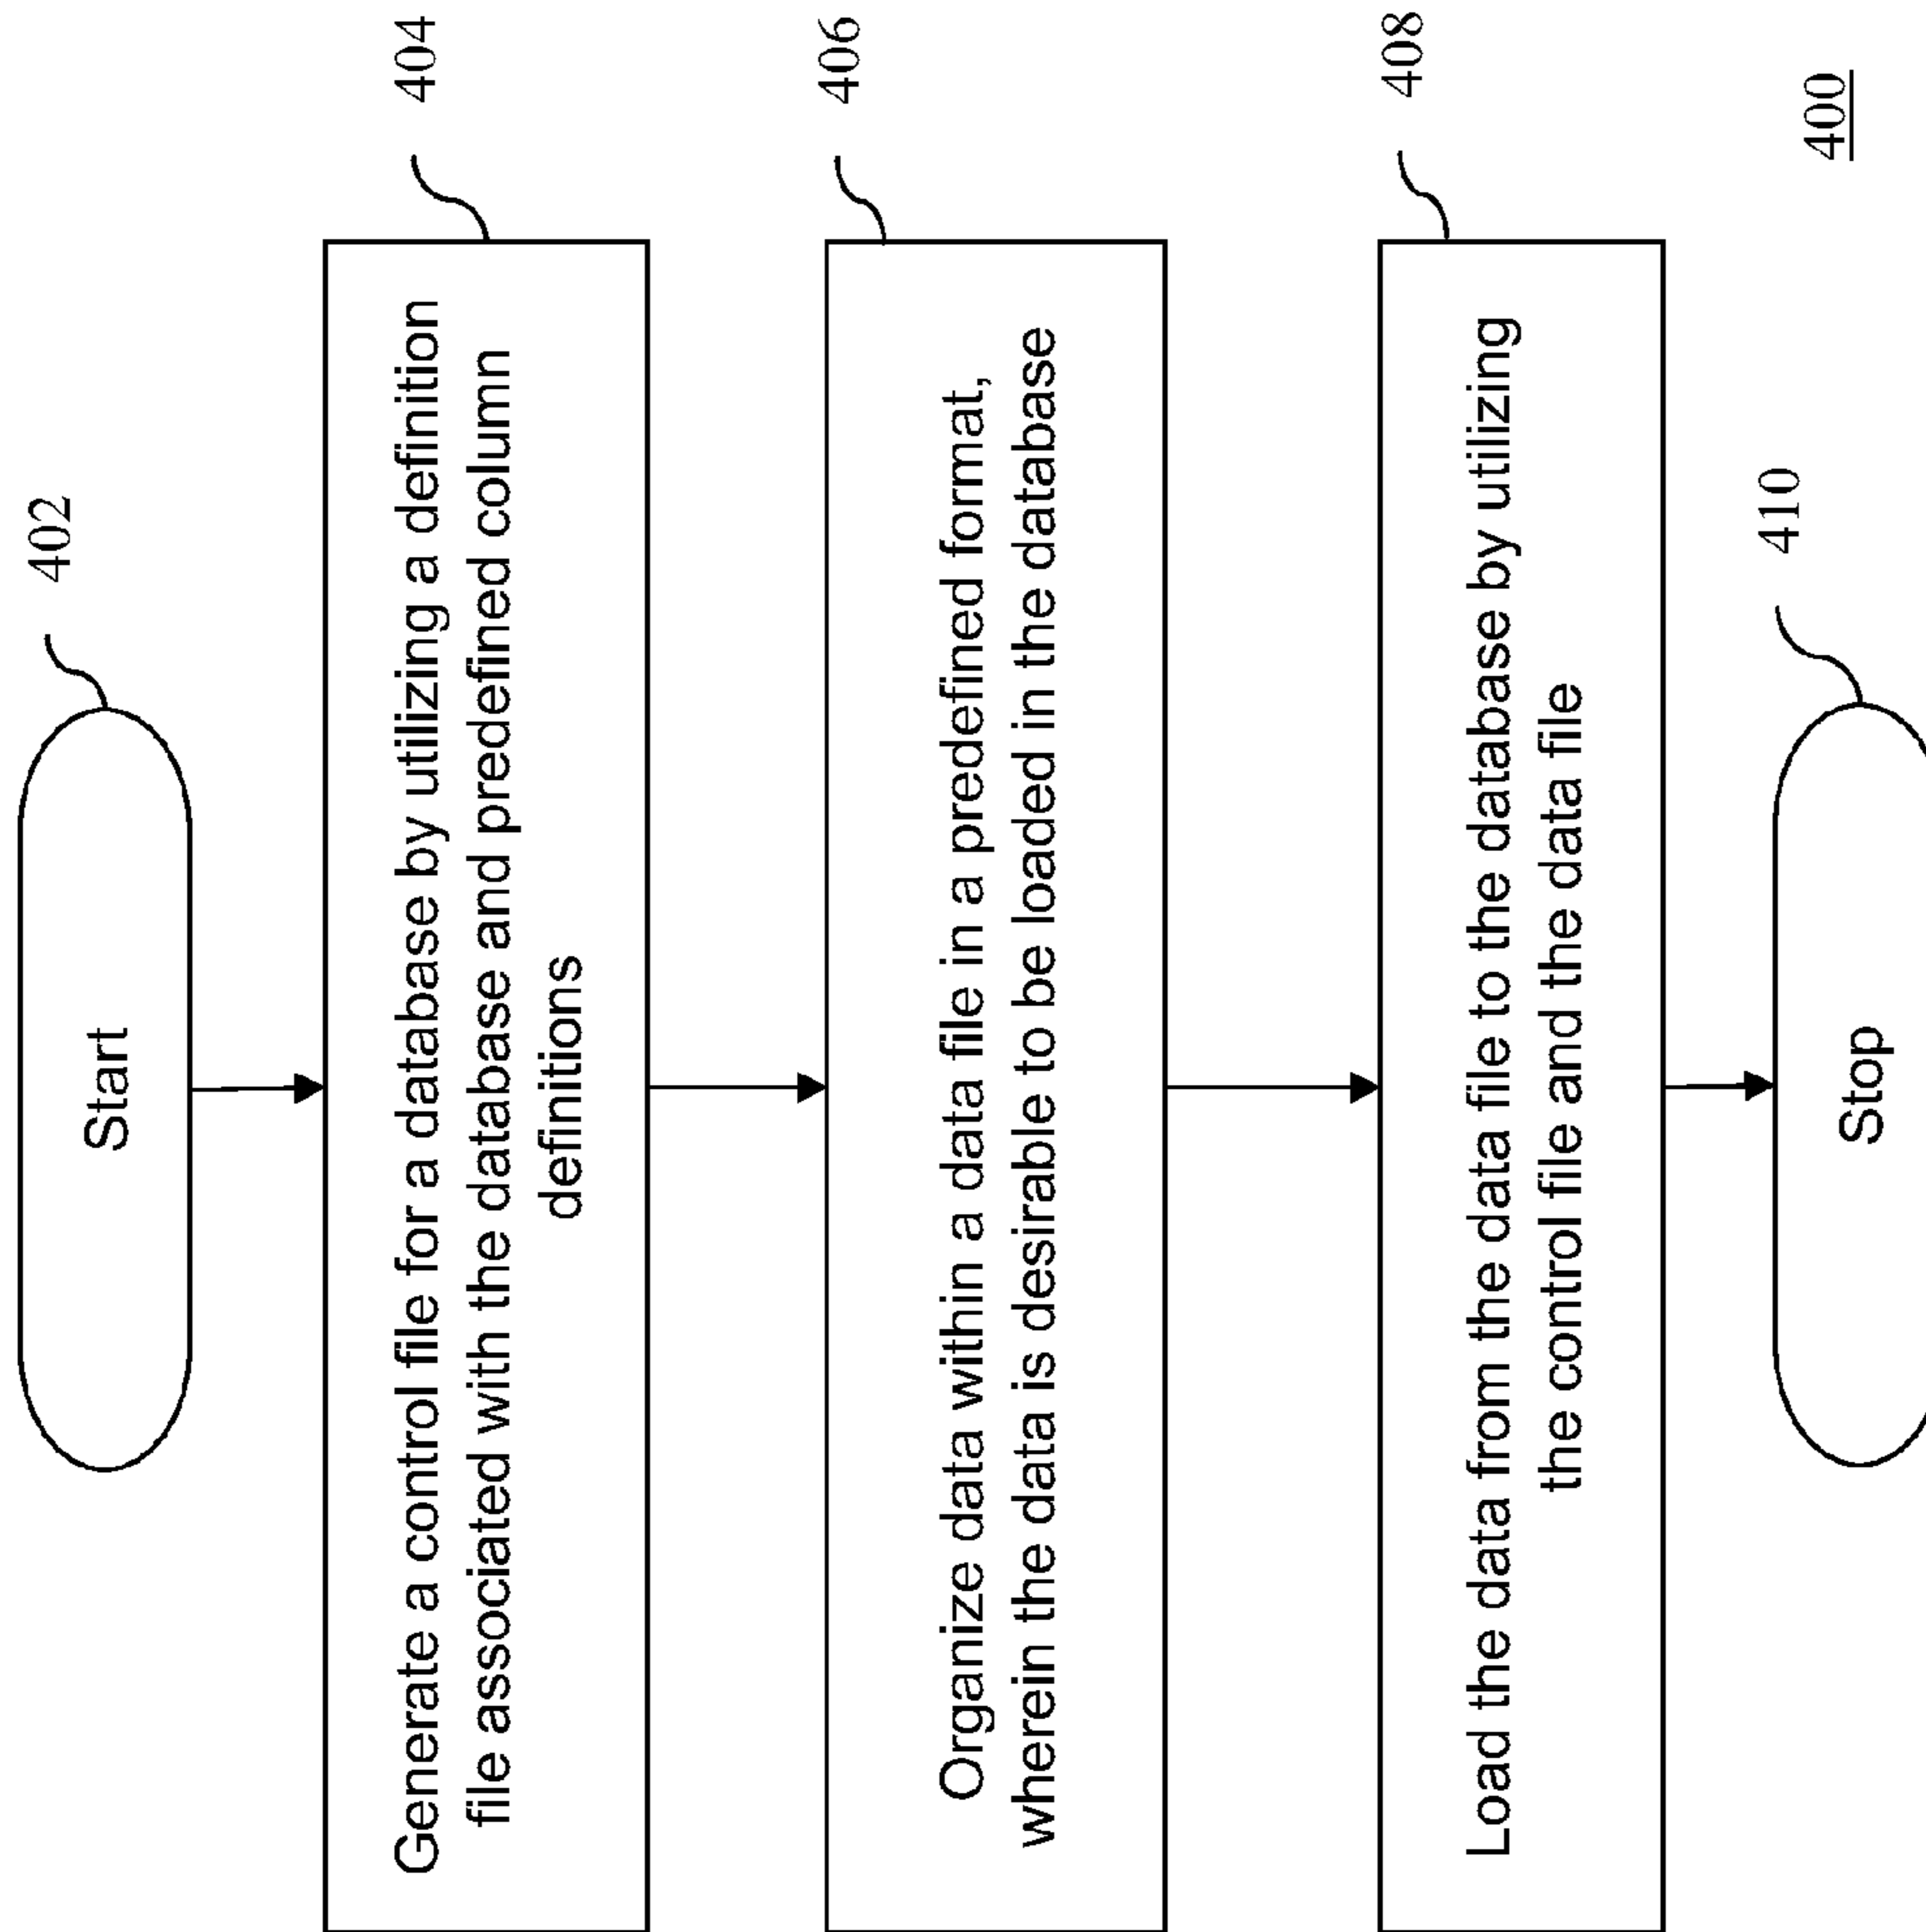 402
Start
404
Generate a control file for a database by utilizing a definition
file associated with the database and predefined column
definitions
406
Organize data within a data file in a predefined format,
wherein the data is desirable to be loaded in the database
408
Load the data from the data file to the database by utilizing
the control file and the data file
410
Stop
400